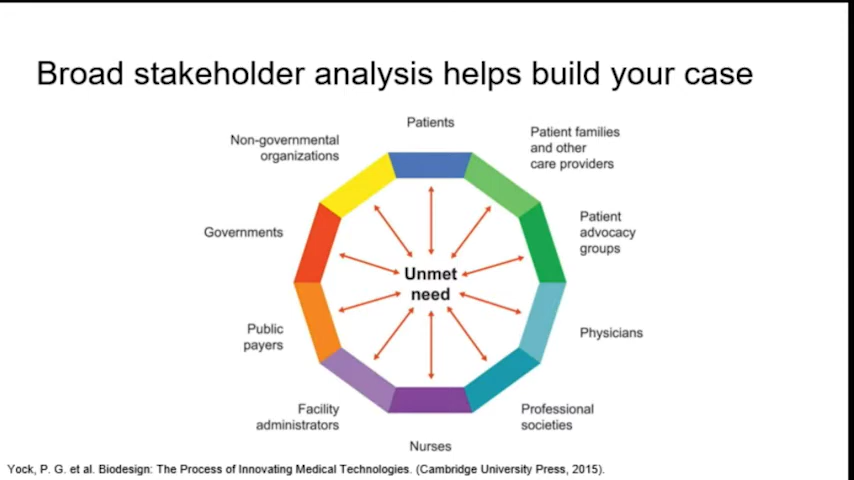 Broad stakeholder analysis helps build your case
Patients
Patient families
and other
care providers
Patient
advocacy
groups
Physicians
Professional
societies
Nurses
Facility
administrators
Public
payers
Governments
Non-governmental
organizations
Unmet
need
Yock, P. G. et al. Biodesign: The Process of Innovating Medical Technologies. (Cambridge University Press, 2015).